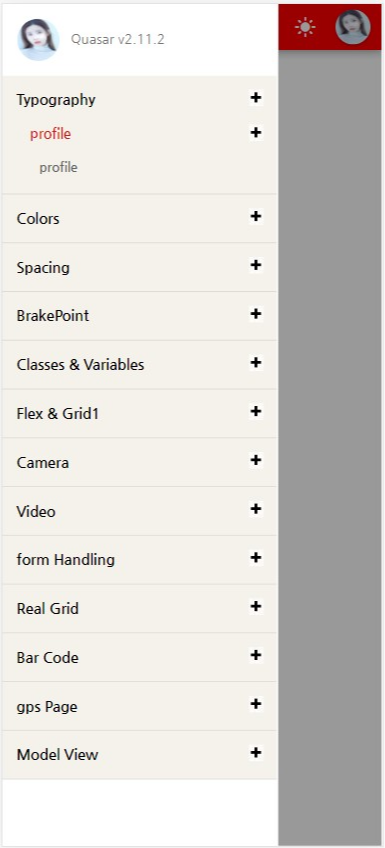 Quasar v2.11.2
Typography
profile
profile
Colors
Spacing
BrakePoint
Classes & Variables
Flex & Grid1
Camera
Video
form Handling
Real Grid
Bar Code
gps Page
Model View